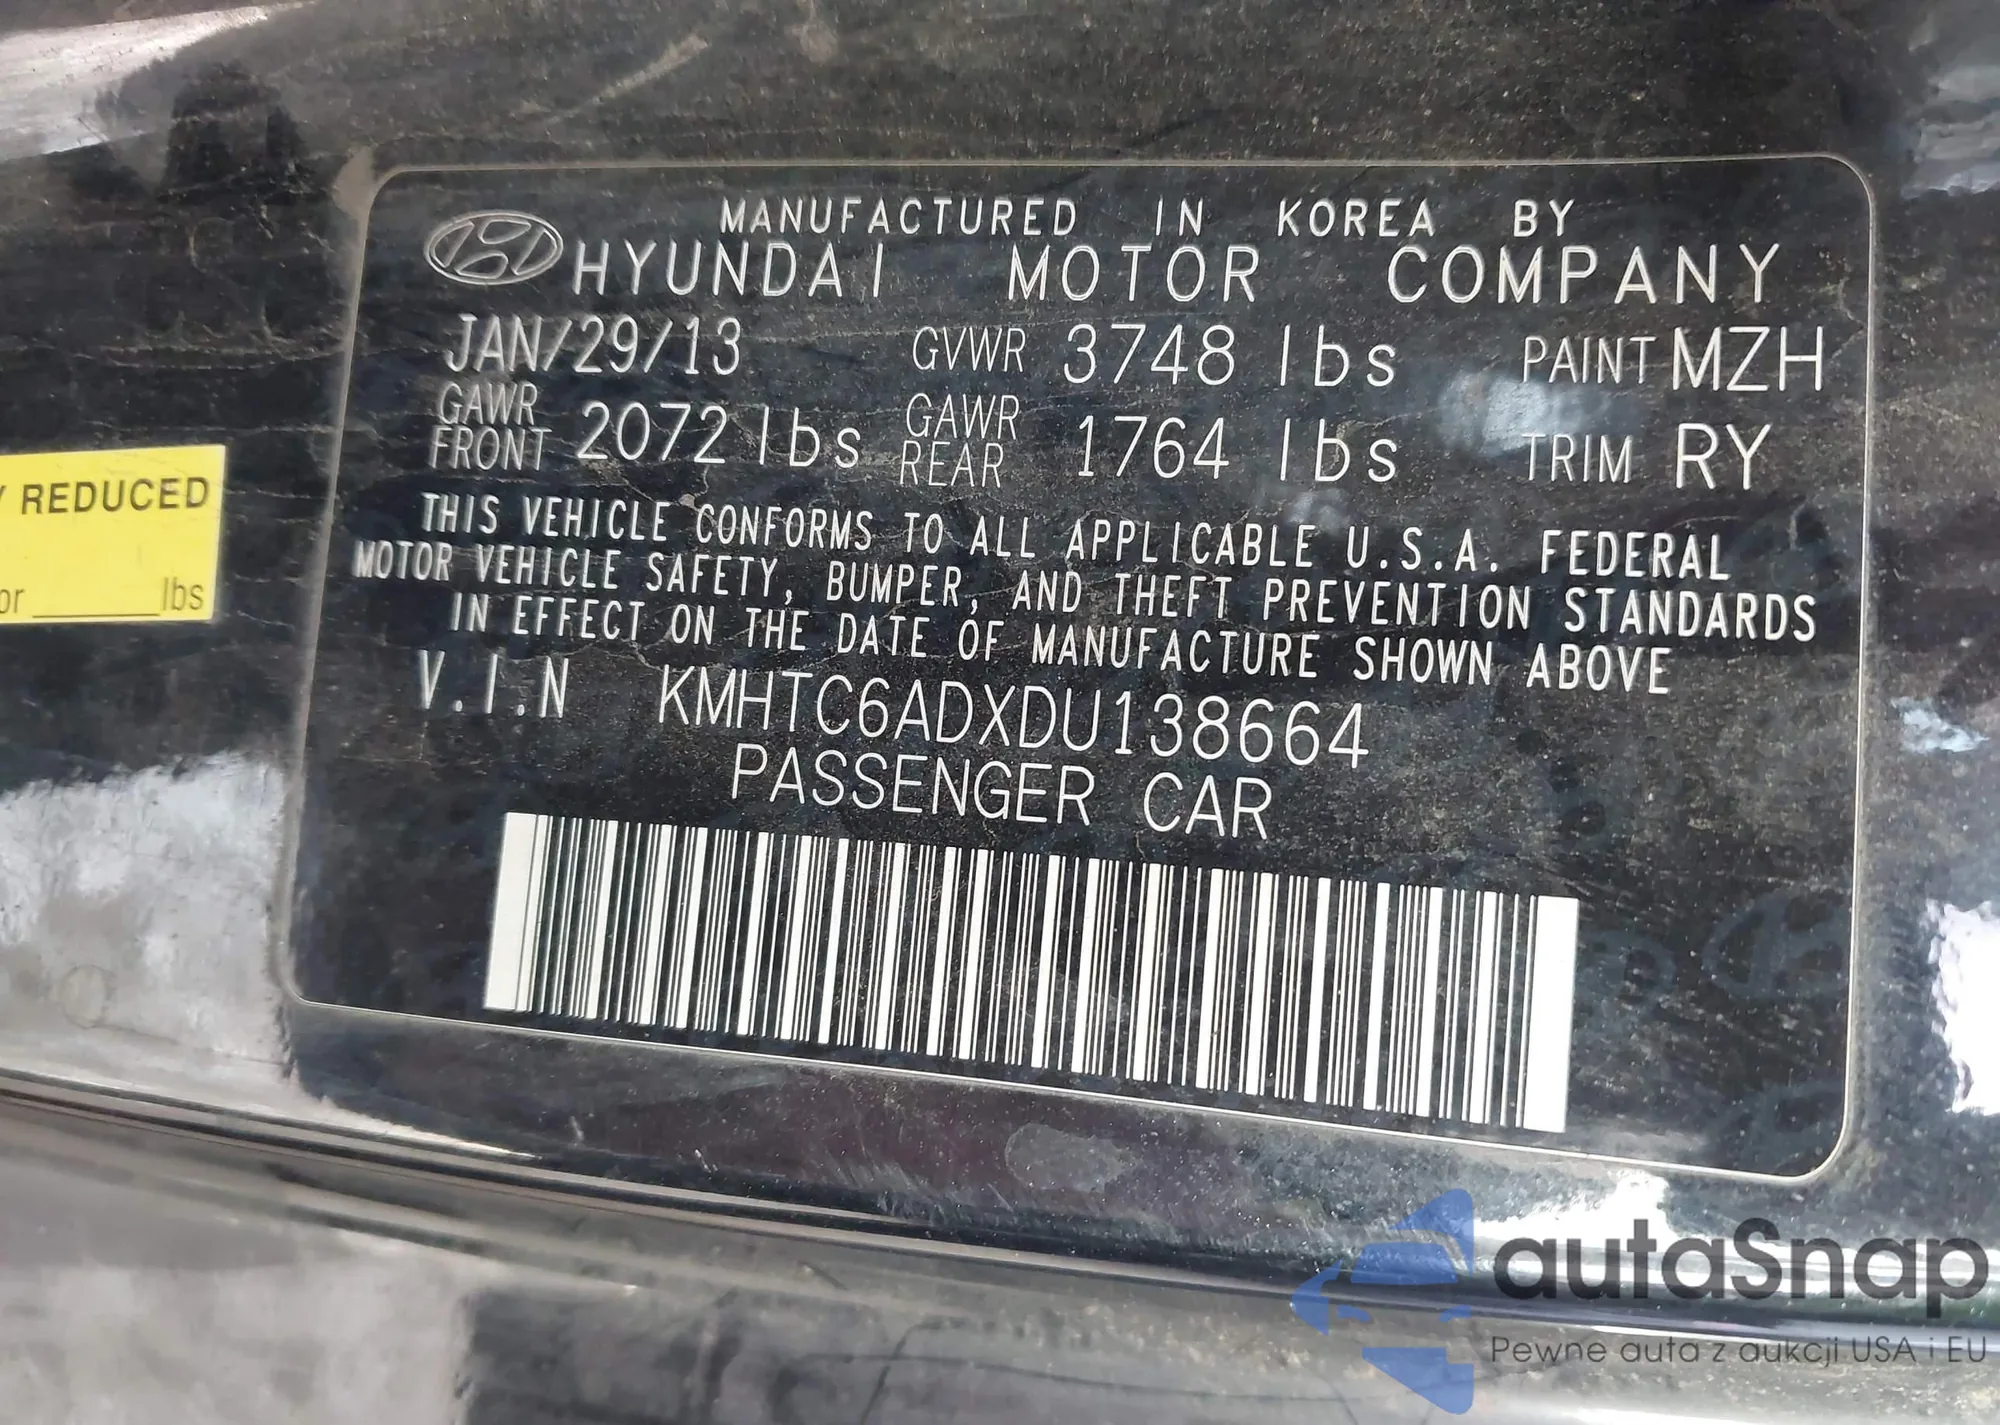 MANUFACTURED IN KOREA BY
HYUNDAI MOTOR COMPANY
JAN/29/13 GVWR 3748 lbs PAINT MZH
GAWR FRONT 2072 lbs GAWR REAR 1764 lbs TRIM RY
THIS VEHICLE CONFORMS TO ALL APPLICABLE U.S.A. FEDERAL
MOTOR VEHICLE SAFETY, BUMPER, AND THEFT PREVENTION STANDARDS
IN EFFECT ON THE DATE OF MANUFACTURE SHOWN ABOVE
V.I.N KMHTC6ADXDU138664
PASSENGER CAR
REDUCED
or ______lbs
autaSnap
Pewne auta z aukcji USA i EU